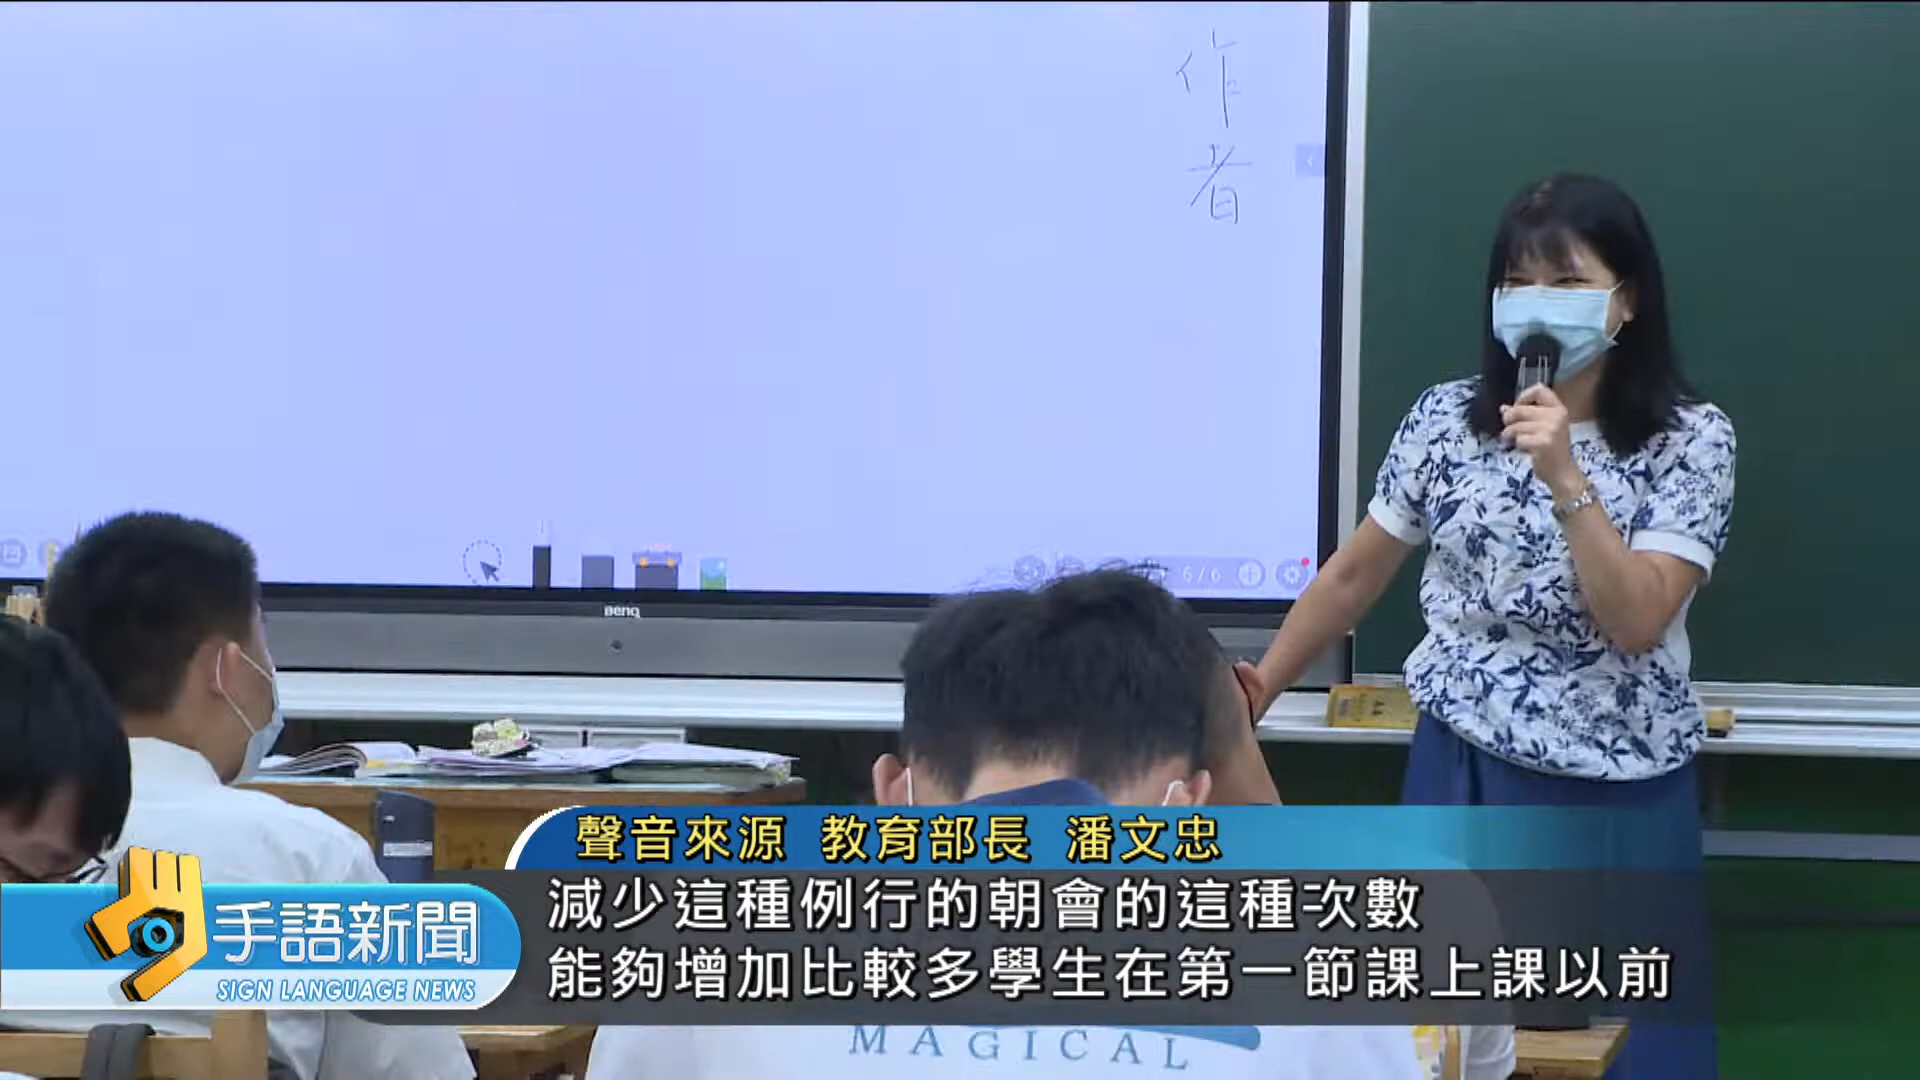 作者
6/6
BenQ
聲音來源 教育部長 潘文忠
減少這種例行的朝會的這種次數
能夠增加比較多學生在第一節課上課以前
手語新聞
SIGN LANGUAGE NEWS
MAGICAL